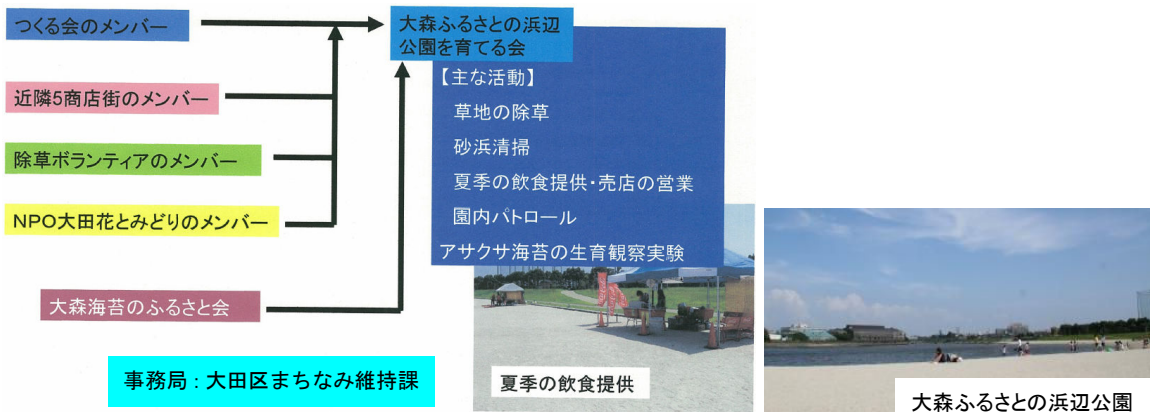 つくる会のメンバー
近隣5商店街のメンバー
除草ボランティアのメンバー
NPO大田花とみどりのメンバー
大森海苔のふるさと会
事務局：大田区まちなみ維持課
大森ふるさとの浜辺
公園を育てる会
【主な活動】
草地の除草
砂浜清掃
夏季の飲食提供・売店の営業
園内パトロール
アサクサ海苔の生育観察実験
夏季の飲食提供
大森ふるさとの浜辺公園